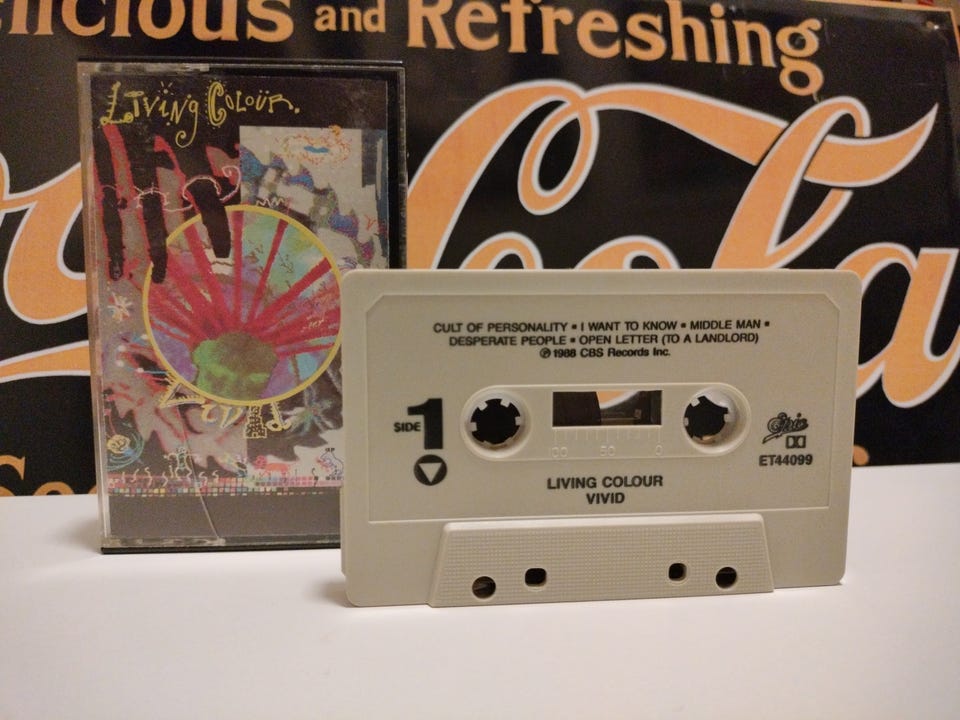 licious and Refreshing
Cola
LIVING COLOUR.
VIVID
CULT OF PERSONALITY ▪ I WANT TO KNOW ▪ MIDDLE MAN ▪
DESPERATE PEOPLE ▪ OPEN LETTER (TO A LANDLORD)
℗ 1988 CBS Records Inc.
SIDE 1
100 50 0
Epic
ET44099
LIVING COLOUR
VIVID